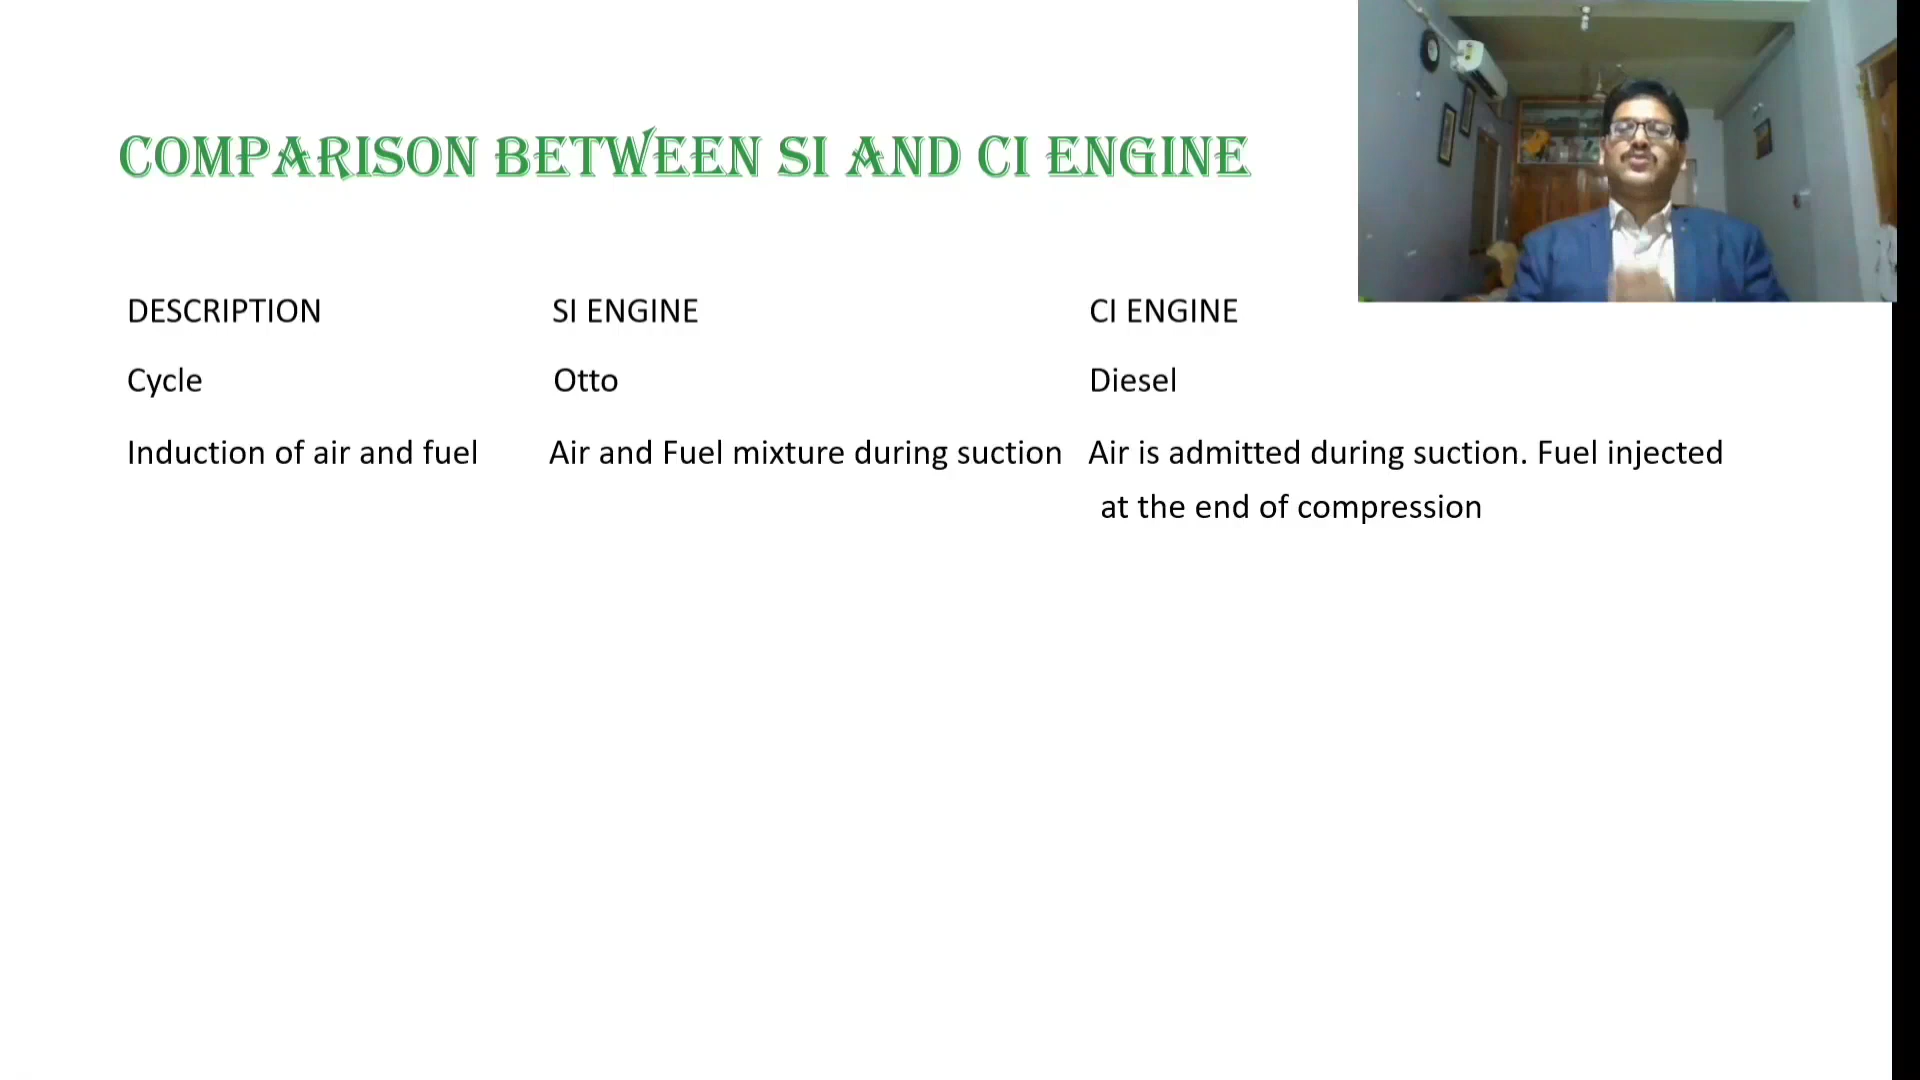 COMPARISON BETWEEN SI AND CI ENGINE
DESCRIPTION SI ENGINE CI ENGINE
Cycle Otto Diesel
Induction of air and fuel Air and Fuel mixture during suction Air is admitted during suction. Fuel injected
at the end of compression